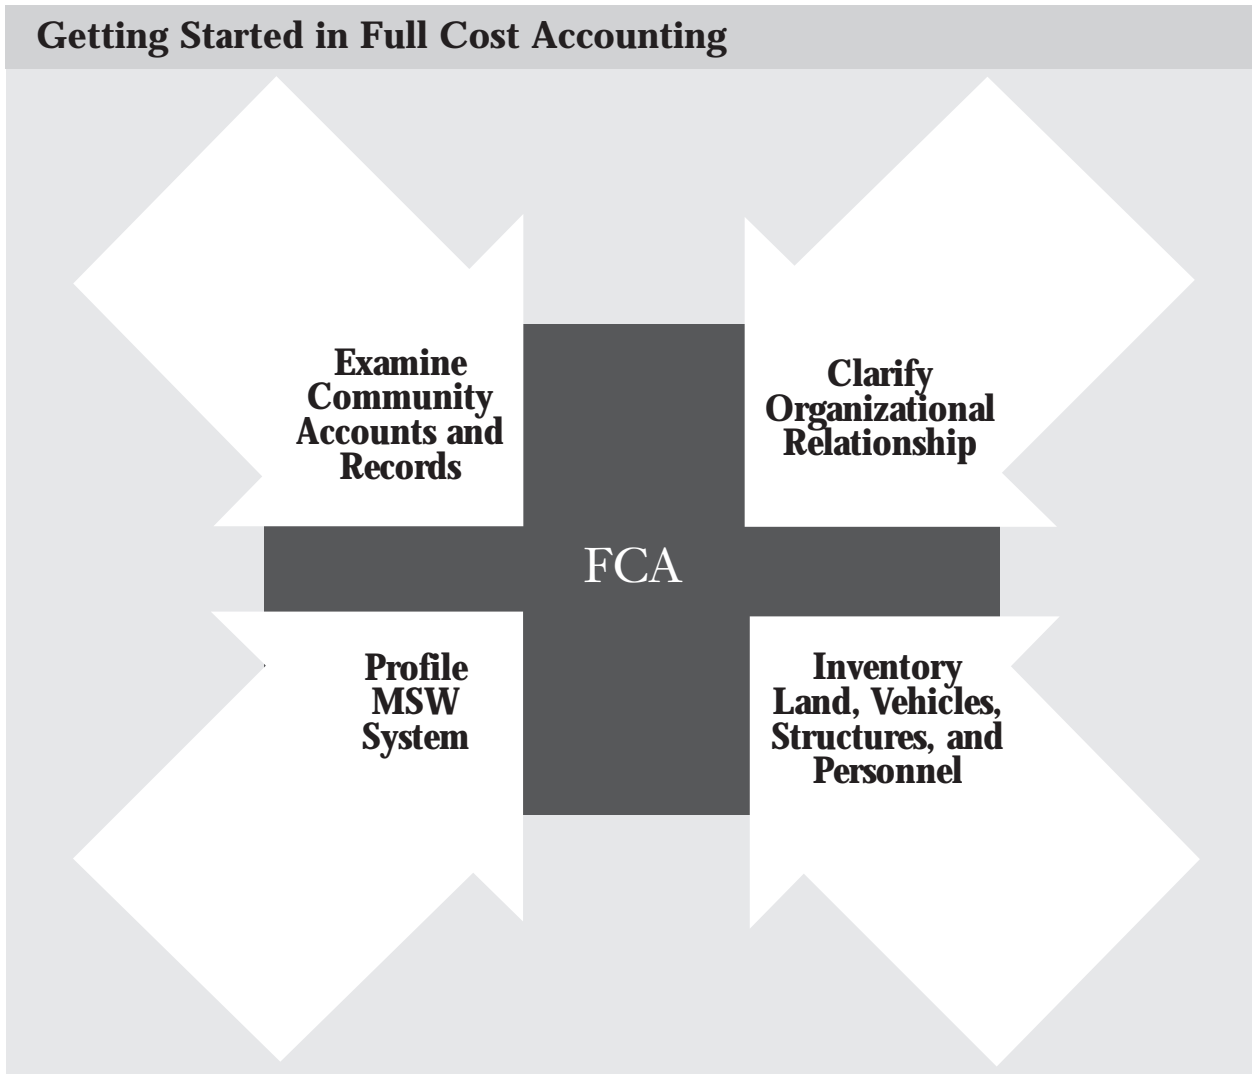 Getting Started in Full Cost Accounting
Examine
Community
Accounts and
Records
Clarify
Organizational
Relationship
FCA
Profile
MSW
System
Inventory
Land, Vehicles,
Structures, and
Personnel